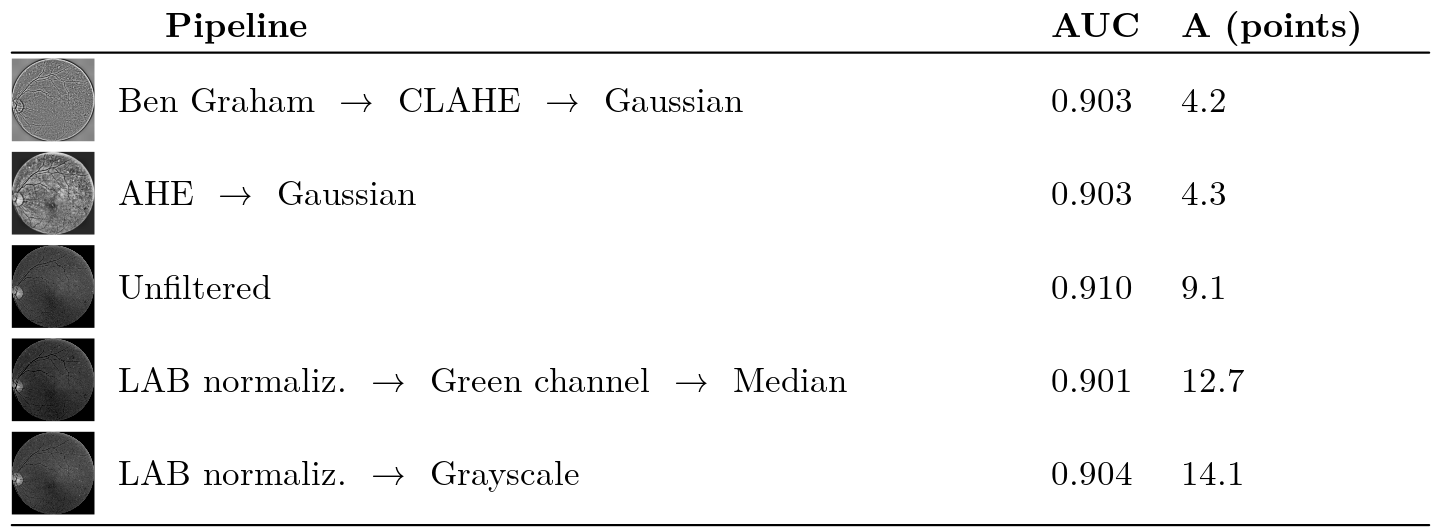 Pipeline AUC A (points)
Ben Graham → CLAHE → Gaussian 0.903 4.2
AHE → Gaussian 0.903 4.3
Unfiltered 0.910 9.1
LAB normaliz. → Green channel → Median 0.901 12.7
LAB normaliz. → Grayscale 0.904 14.1